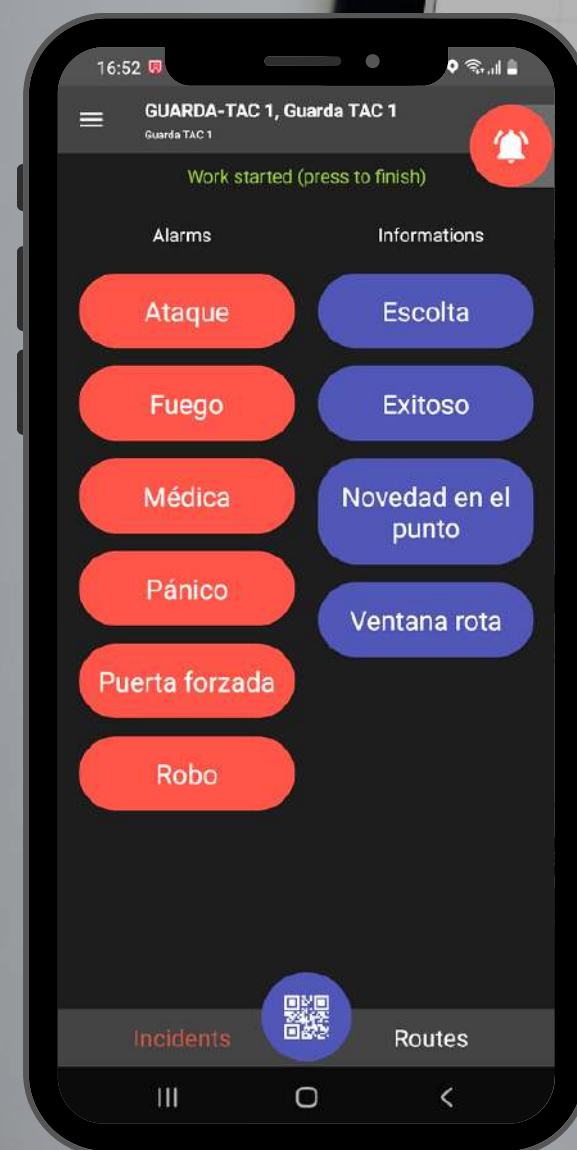 16:52
GUARDA-TAC 1, Guarda TAC 1
Guarda TAC 1
Work started (press to finish)
Alarms
Informations
Ataque
Escolta
Fuego
Exitoso
Médica
Novedad en el
punto
Pánico
Ventana rota
Puerta forzada
Robo
Incidents
Routes